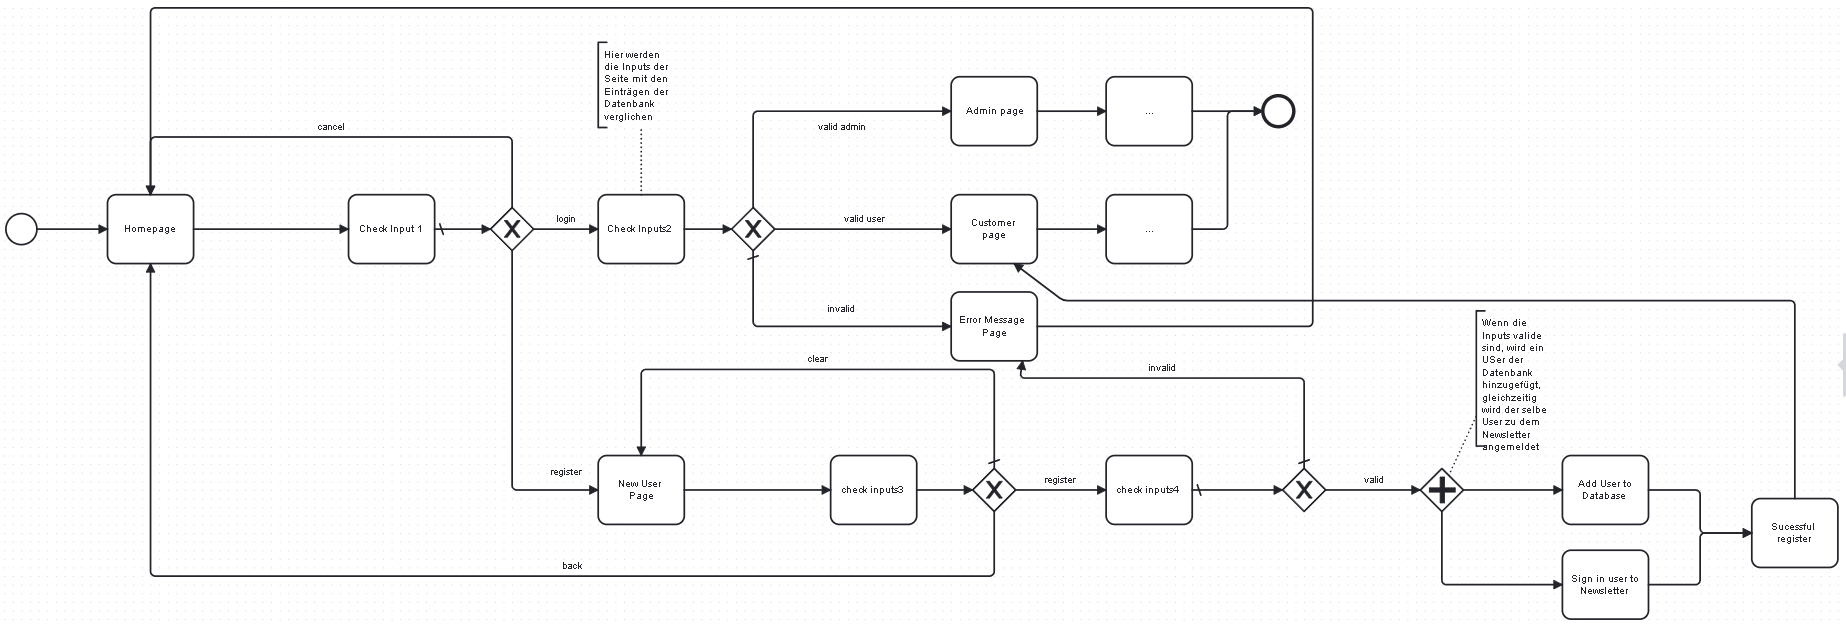 Hier werden
die Inputs der
Seite mit den
Einträgen der
Datenbank
verglichen
cancel
valid admin
Admin page
...
Homepage
Check Input 1
login
Check Inputs2
valid user
Customer
page
...
invalid
Error Message
Page
clear
invalid
Wenn die
Inputs valide
sind, wird ein
USer der
Datenbank
hinzugefügt,
gleichzeitig
wird der selbe
User zu dem
Newsletter
angemeldet
register
New User
Page
check inputs3
register
check inputs4
valid
Add User to
Database
Sucessful
register
back
Sign in user to
Newsletter